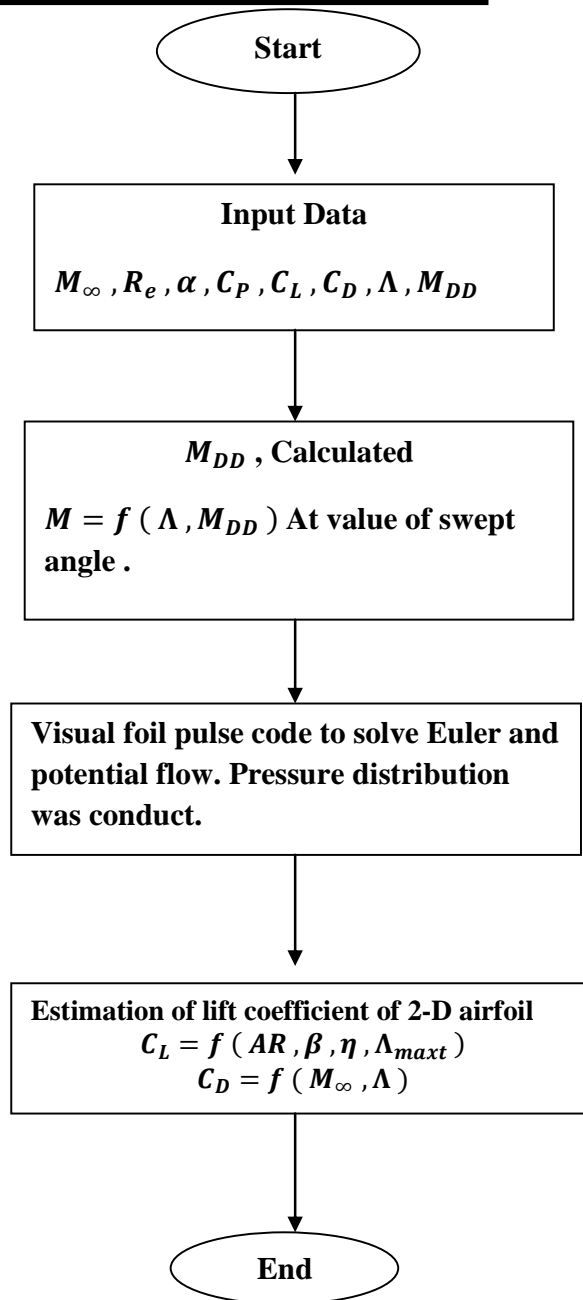 Start
Input Data
M∞ , Re , α , CP , CL , CD , Λ , MDD
MDD , Calculated
M = f ( Λ , MDD ) At value of swept
angle .
Visual foil pulse code to solve Euler and
potential flow. Pressure distribution
was conduct.
Estimation of lift coefficient of 2-D airfoil
CL = f ( AR , β , η , Λmaxt )
CD = f ( M∞ , Λ )
End